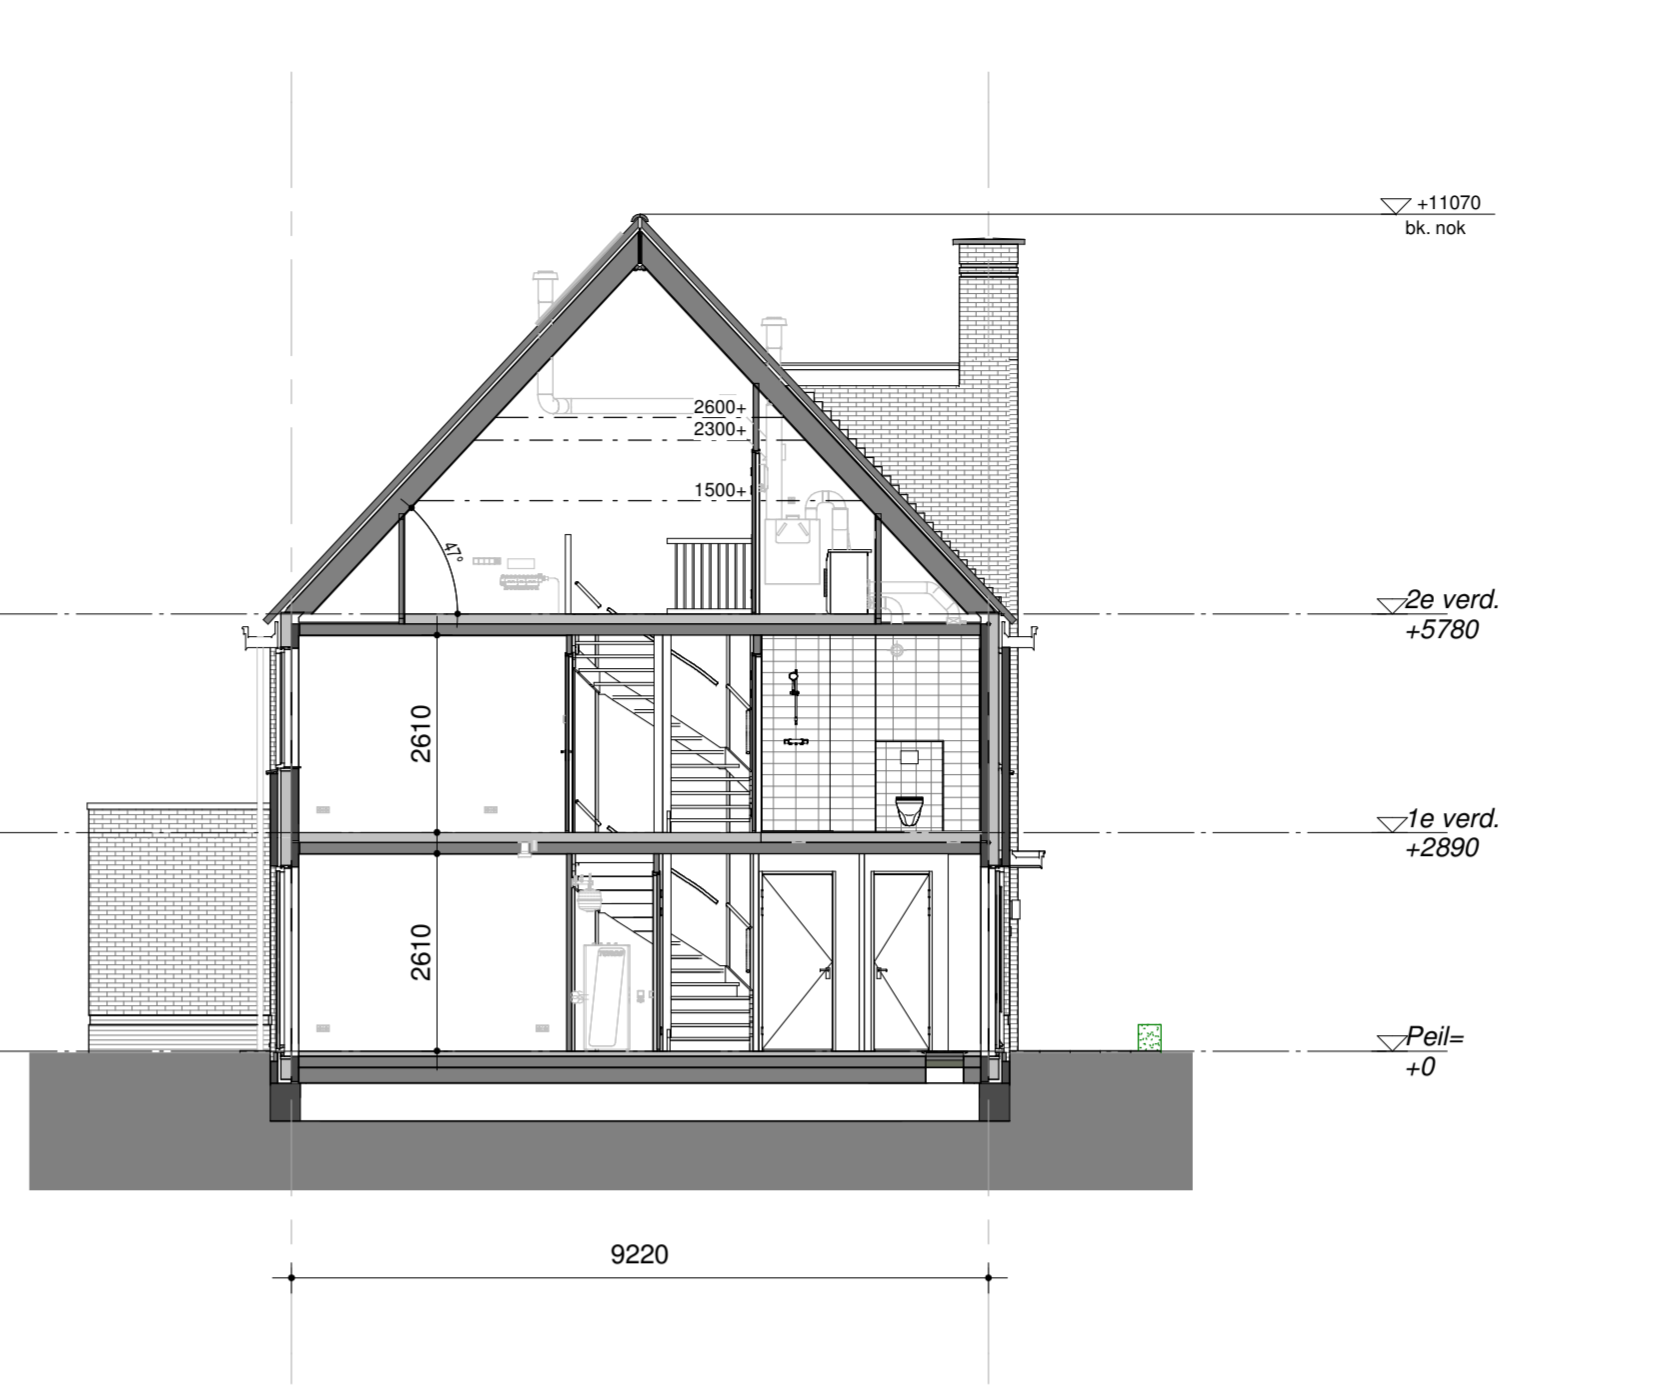 +11070
bk. nok
2600+
2300+
1500+
47°
2e verd.
+5780
2610
1e verd.
+2890
2610
Peil=
+0
9220